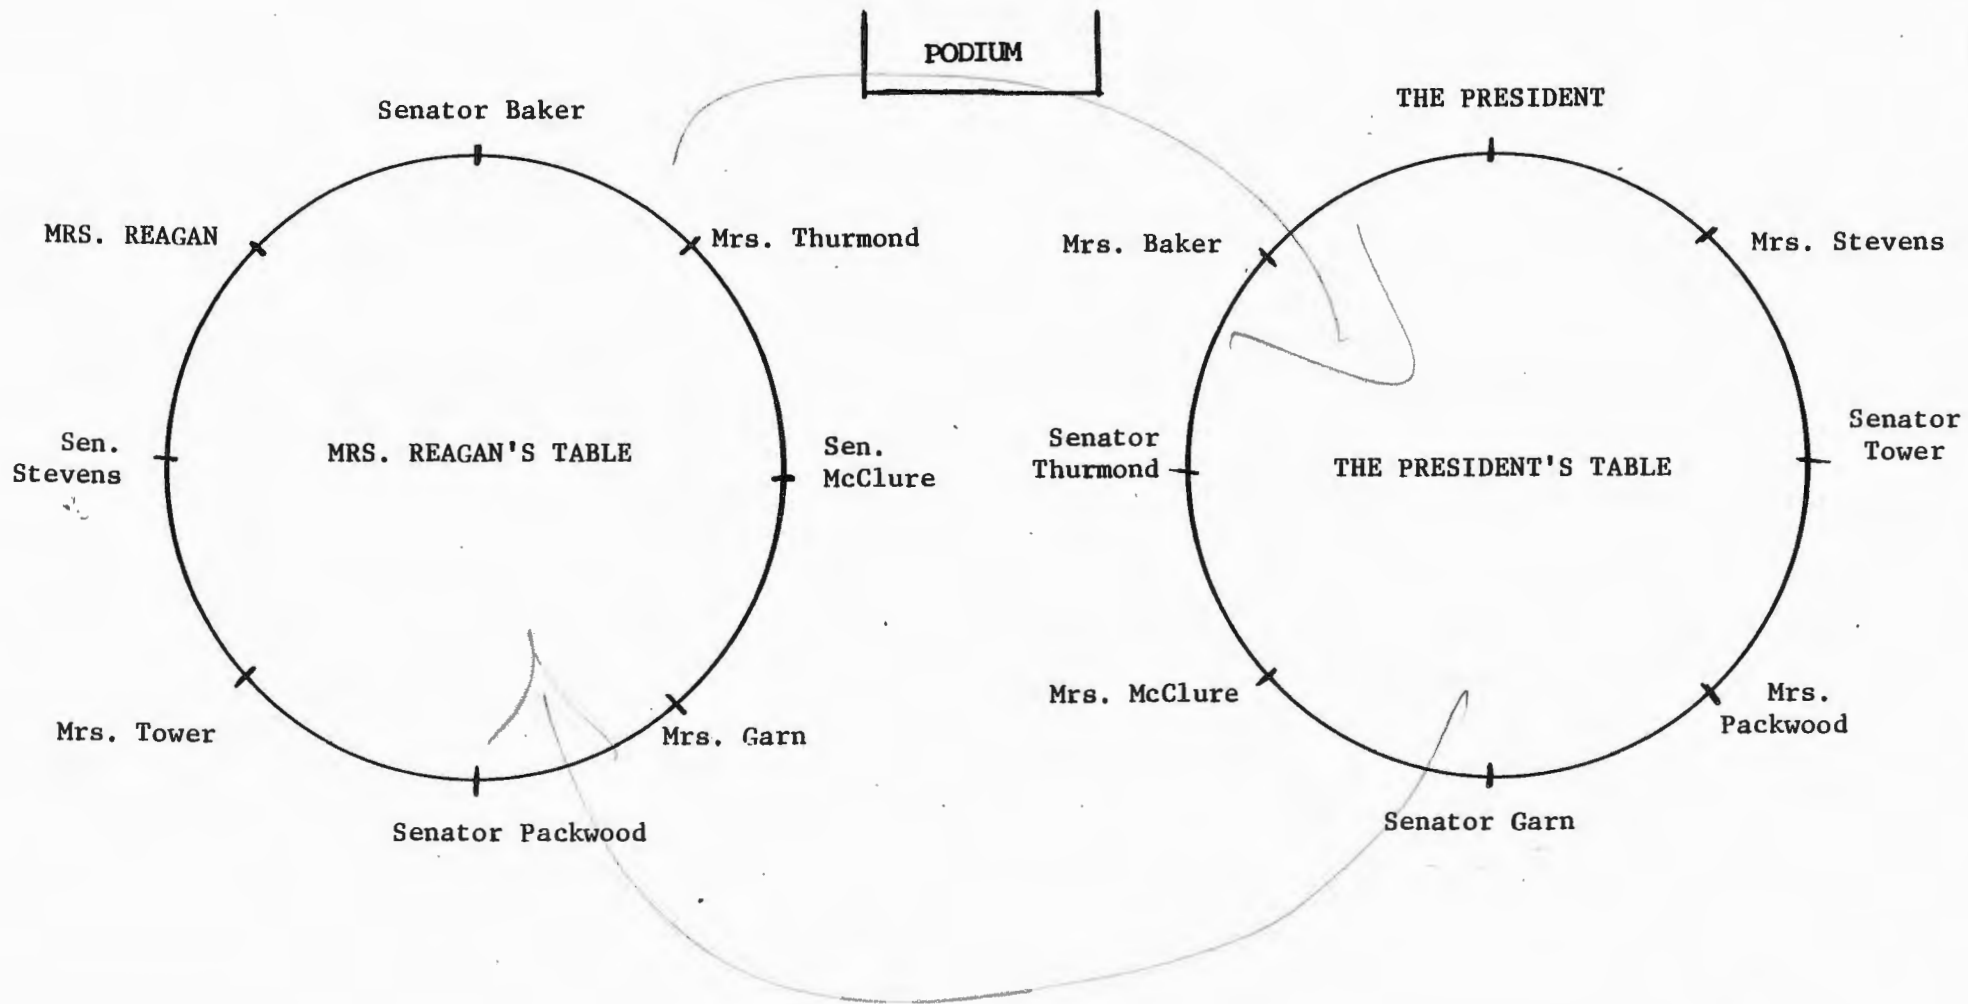 PODIUM
Senator Baker
MRS. REAGAN
Mrs. Thurmond
Sen.
Stevens
MRS. REAGAN'S TABLE
Sen.
McClure
Mrs. Tower
Mrs. Garn
Senator Packwood
THE PRESIDENT
Mrs. Baker
Mrs. Stevens
Senator
Thurmond
THE PRESIDENT'S TABLE
Senator
Tower
Mrs. McClure
Mrs.
Packwood
Senator Garn